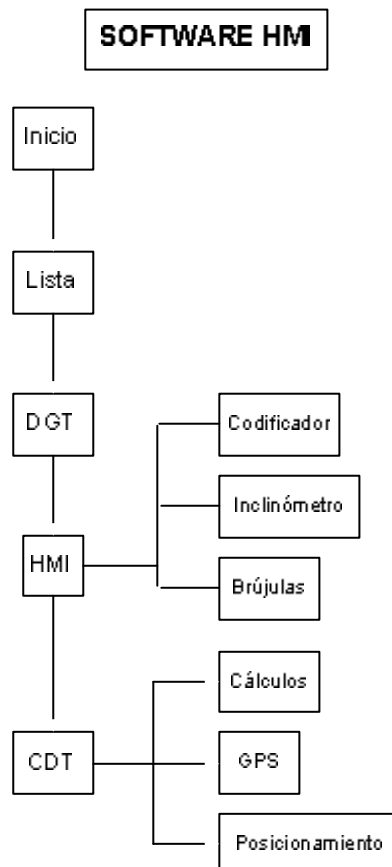 SOFTWARE HMI
Inicio
Lista
DGT
Codificador
Inclinómetro
HMI
Brújulas
Cálculos
CDT
GPS
Posicionamiento